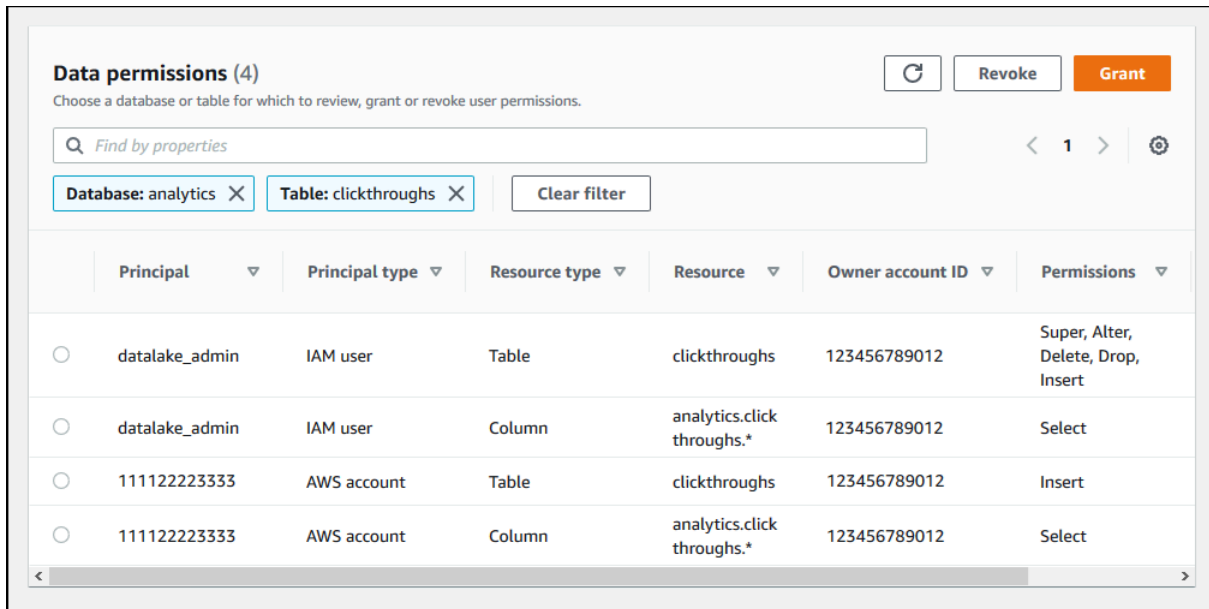 Data permissions (4)
Revoke
Grant
Choose a database or table for which to review, grant or revoke user permissions.
Find by properties
1
Database: analytics
Table: clickthroughs
Clear filter
Principal
Principal type
Resource type
Resource
Owner account ID
Permissions
datalake_admin
IAM user
Table
clickthroughs
123456789012
Super, Alter,
Delete, Drop,
Insert
datalake_admin
IAM user
Column
analytics.click
throughs.*
123456789012
Select
111122223333
AWS account
Table
clickthroughs
123456789012
Insert
111122223333
AWS account
Column
analytics.click
throughs.*
123456789012
Select